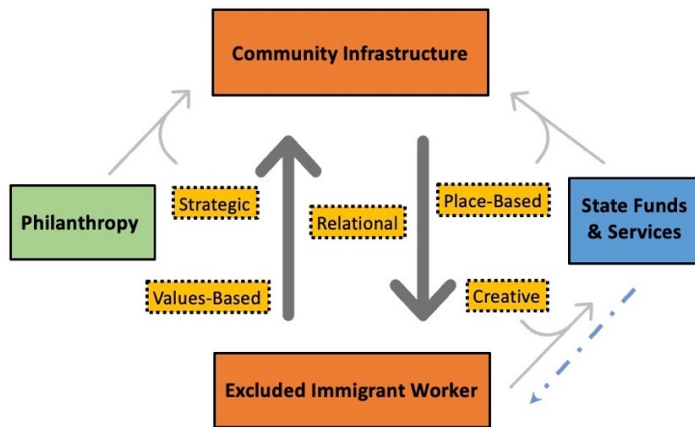 Community Infrastructure
Strategic
Place-Based
Philanthropy
Relational
State Funds
& Services
Values-Based
Creative
Excluded Immigrant Worker